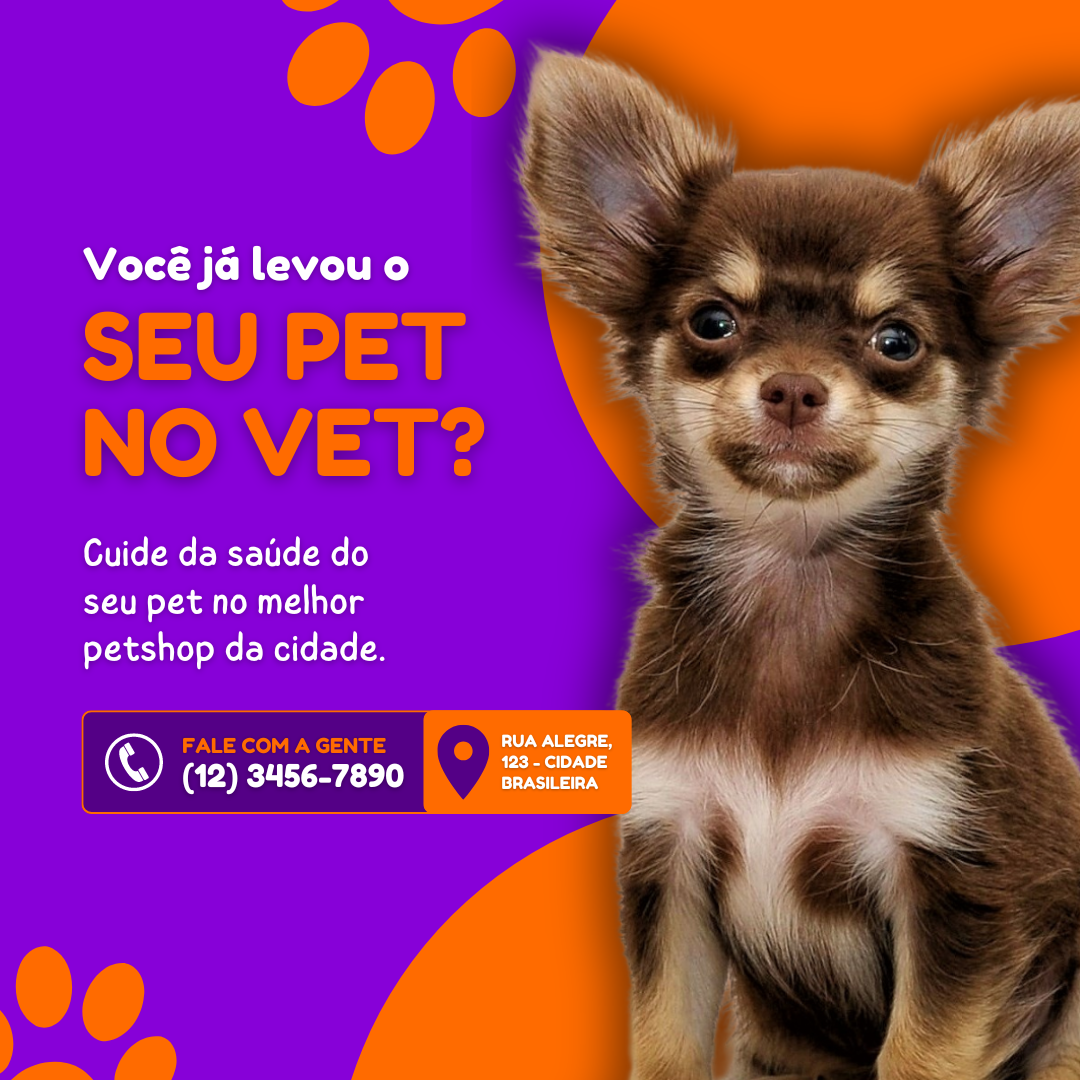 Você já levou o
SEU PET
NO VET?
Cuide da saúde do
seu pet no melhor
petshop da cidade.
FALE COM A GENTE
(12) 3456-7890
RUA ALEGRE,
123 - CIDADE
BRASILEIRA